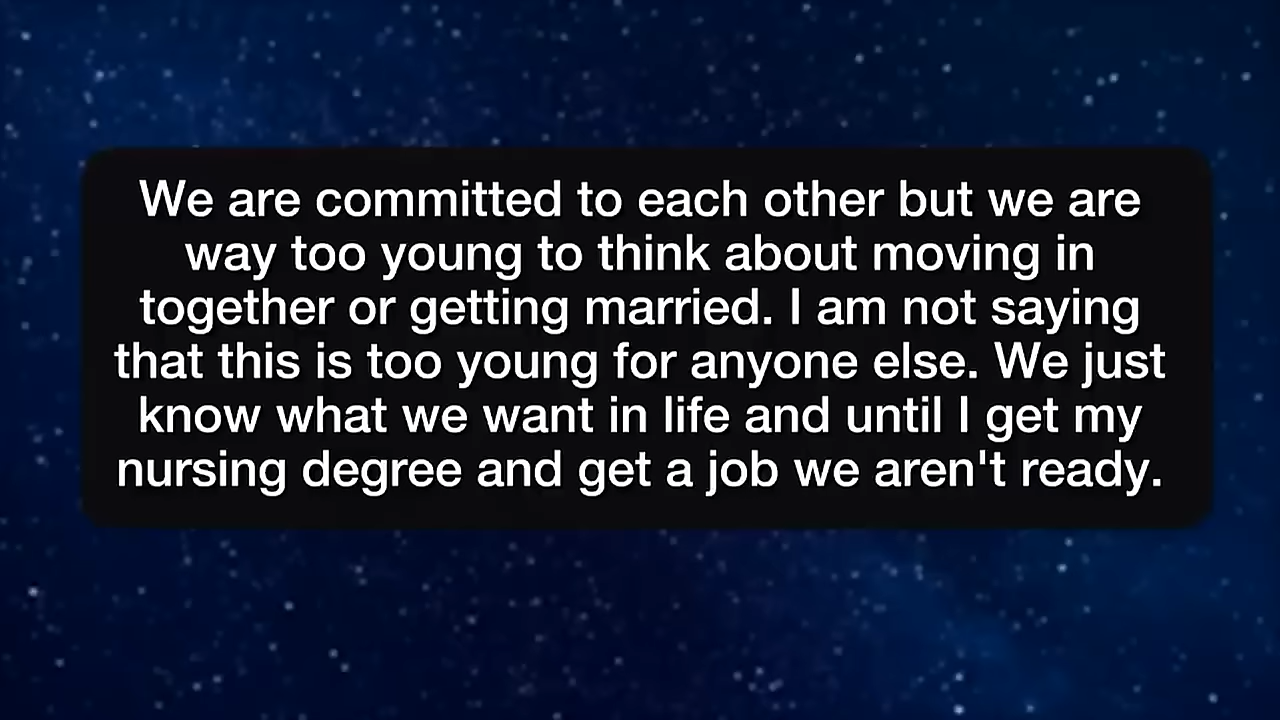 We are committed to each other but we are
way too young to think about moving in
together or getting married. I am not saying
that this is too young for anyone else. We just
know what we want in life and until I get my
nursing degree and get a job we aren't ready.